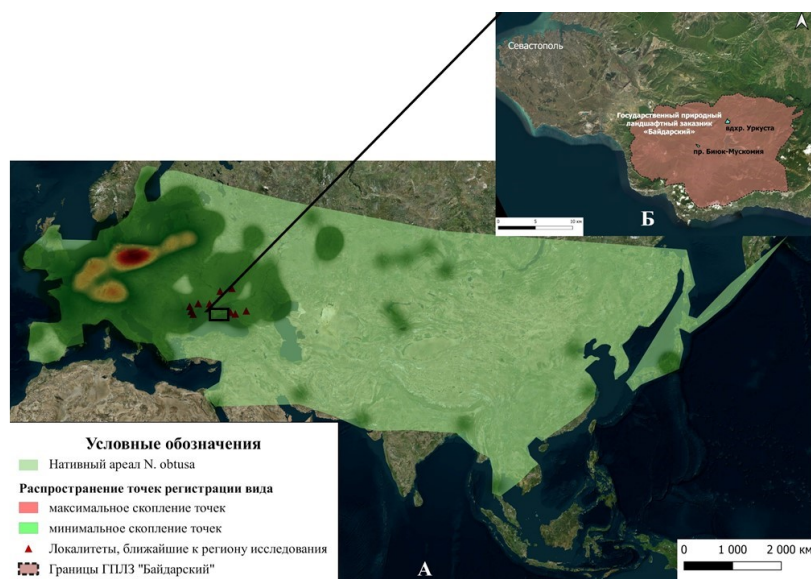 Севастополь
Государственный природный
ландшафтный заказник
«Байдарский»
вдхр. Уркуста
пр. Биюк-Мускомия
0 5 10 км
Б
Условные обозначения
Нативный ареал N. obtusa
Распространение точек регистрации вида
максимальное скопление точек
минимальное скопление точек
Локалитеты, ближайшие к региону исследования
Границы ГПЛЗ "Байдарский"
А
0 1 000 2 000 км